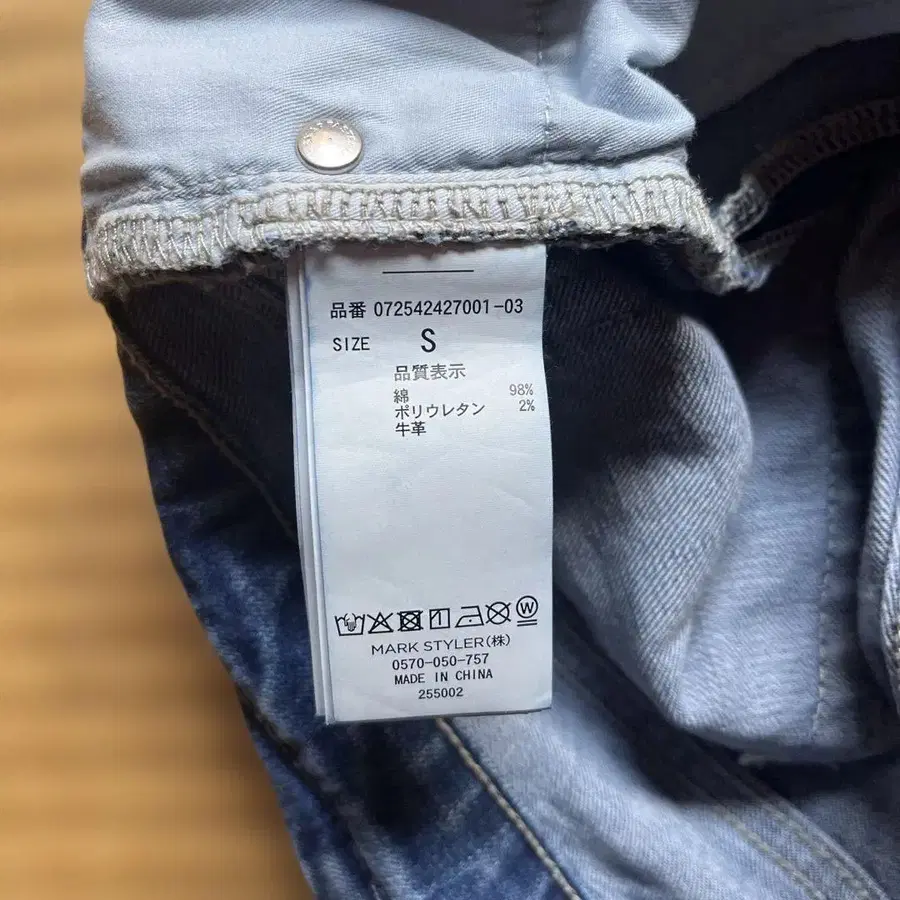 品番 072542427001-03
SIZE S
品質表示
綿 98%
ポリウレタン 2%
牛革
W
MARK STYLER(株)
0570-050-757
MADE IN CHINA
255002